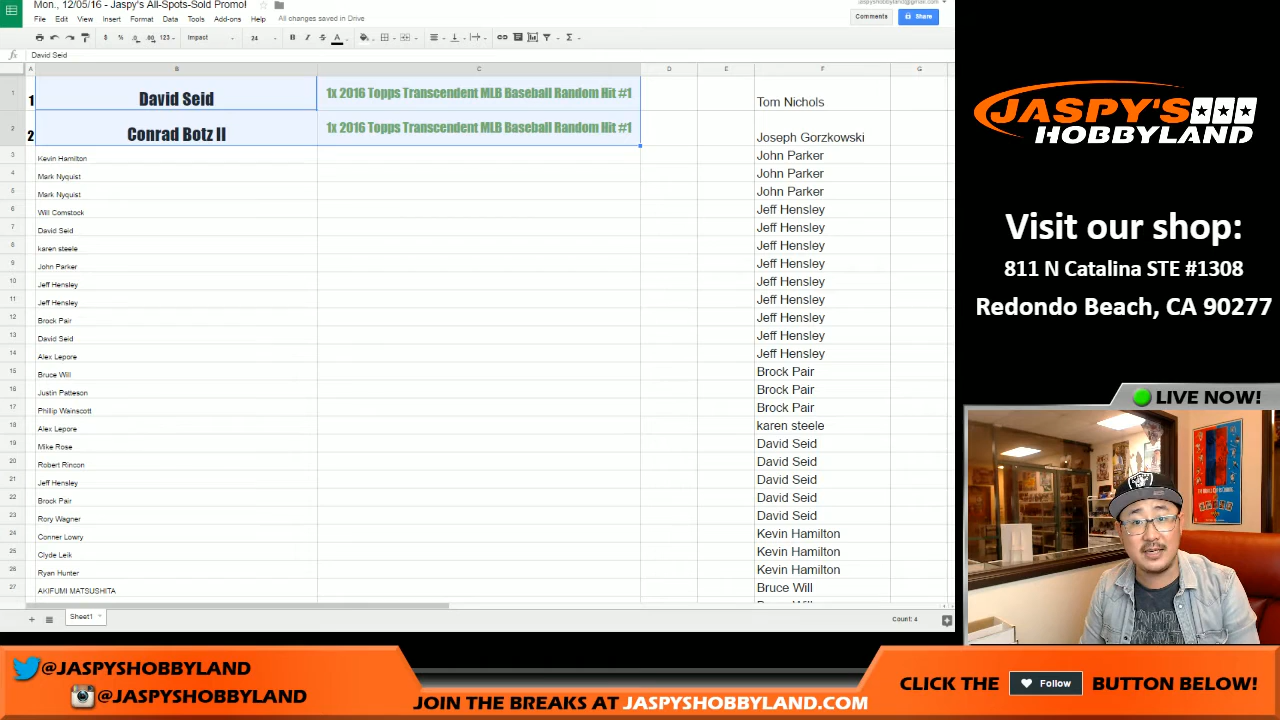 Mon., 12/05/16 - Jaspy's All-Spots-Sold Promo!
jaspyhobbyland@gmail.com
File Edit View Insert Format Data Tools Add-ons Help All changes saved in Drive
Comments Share
$ % .0 .00 123 Impact 24 B I S A
fx David Seid
A B C D E F G
1 1 David Seid 1x 2016 Topps Transcendent MLB Baseball Random Hit #1 Tom Nichols
2 2 Conrad Botz II 1x 2016 Topps Transcendent MLB Baseball Random Hit #1 Joseph Gorzkowski
3 Kevin Hamilton John Parker
4 Mark Nyquist John Parker
5 Mark Nyquist John Parker
6 Will Comstock Jeff Hensley
7 David Seid Jeff Hensley
8 karen steele Jeff Hensley
9 John Parker Jeff Hensley
10 Jeff Hensley Jeff Hensley
11 Jeff Hensley Jeff Hensley
12 Brock Pair Jeff Hensley
13 David Seid Jeff Hensley
14 Alex Lepore Jeff Hensley
15 Bruce Will Brock Pair
16 Justin Patteson Brock Pair
17 Phillip Wainscott Brock Pair
18 Alex Lepore karen steele
19 Mike Rose David Seid
20 Robert Rincon David Seid
21 Jeff Hensley David Seid
22 Brock Pair David Seid
23 Rory Wagner David Seid
24 Conner Lowry Kevin Hamilton
25 Clyde Leik Kevin Hamilton
26 Ryan Hunter Kevin Hamilton
27 AKIFUMI MATSUSHITA Bruce Will
Sheet1
Count: 4
JASPY'S
HOBBYLAND
Visit our shop:
811 N Catalina STE #1308
Redondo Beach, CA 90277
LIVE NOW!
@JASPYSHOBBYLAND
@JASPYSHOBBYLAND
JOIN THE BREAKS AT JASPYSHOBBYLAND.COM
CLICK THE Follow BUTTON BELOW!